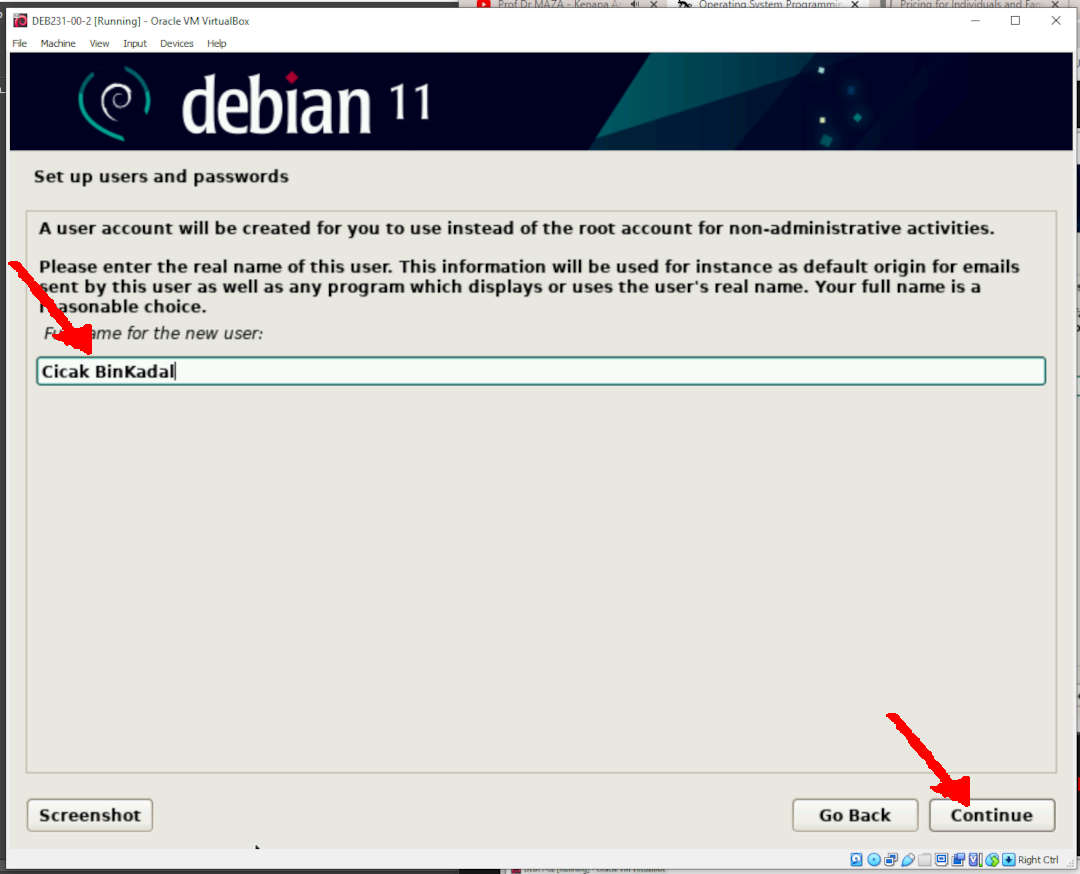 Prof Dr MAZA - Kenapa A
Operating System Programmi
Pricing for Individuals and Fa
DEB231-00-2 [Running] - Oracle VM VirtualBox
File Machine View Input Devices Help
debian 11
Set up users and passwords
A user account will be created for you to use instead of the root account for non-administrative activities.
Please enter the real name of this user. This information will be used for instance as default origin for emails
sent by this user as well as any program which displays or uses the user's real name. Your full name is a
reasonable choice.
Full name for the new user:
Cicak BinKadal
Screenshot
Go Back
Continue
Right Ctrl